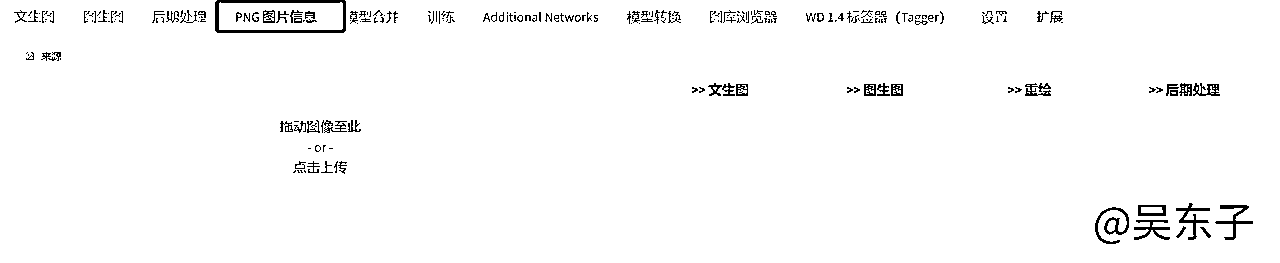 文生图 图生图 后期处理 PNG 图片信息 模型合并 训练 Additional Networks 模型转换 图库浏览器 WD 1.4 标签器（Tagger） 设置 扩展
来源
>> 文生图 >> 图生图 >> 重绘 >> 后期处理
拖动图像至此
- or -
点击上传
@吴东子